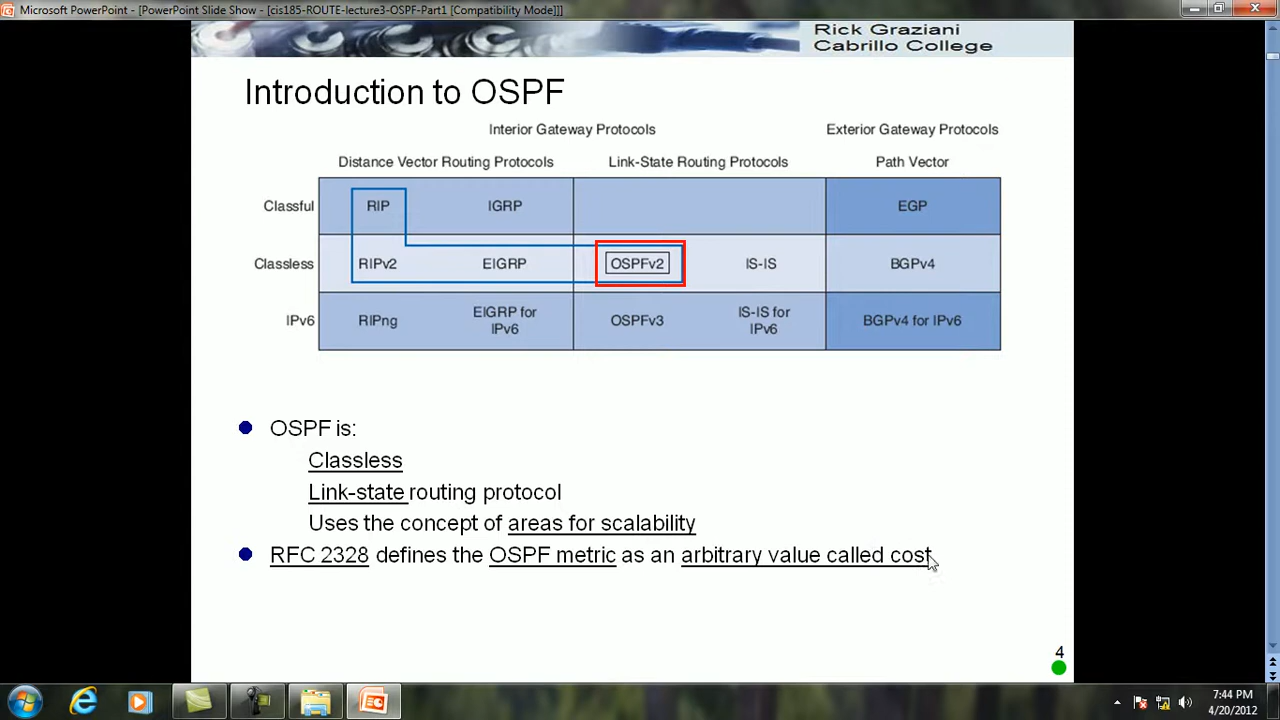 Microsoft PowerPoint - [PowerPoint Slide Show - [cis185-ROUTE-lecture3-OSPF-Part1 [Compatibility Mode]]]
Rick Graziani
Cabrillo College
Introduction to OSPF
Interior Gateway Protocols Exterior Gateway Protocols
Distance Vector Routing Protocols Link-State Routing Protocols Path Vector
Classful RIP IGRP EGP
Classless RIPv2 EIGRP OSPFv2 IS-IS BGPv4
IPv6 RIPng EIGRP for IPv6 OSPFv3 IS-IS for IPv6 BGPv4 for IPv6
OSPF is:
Classless
Link-state routing protocol
Uses the concept of areas for scalability
RFC 2328 defines the OSPF metric as an arbitrary value called cost
4
7:44 PM
4/20/2012